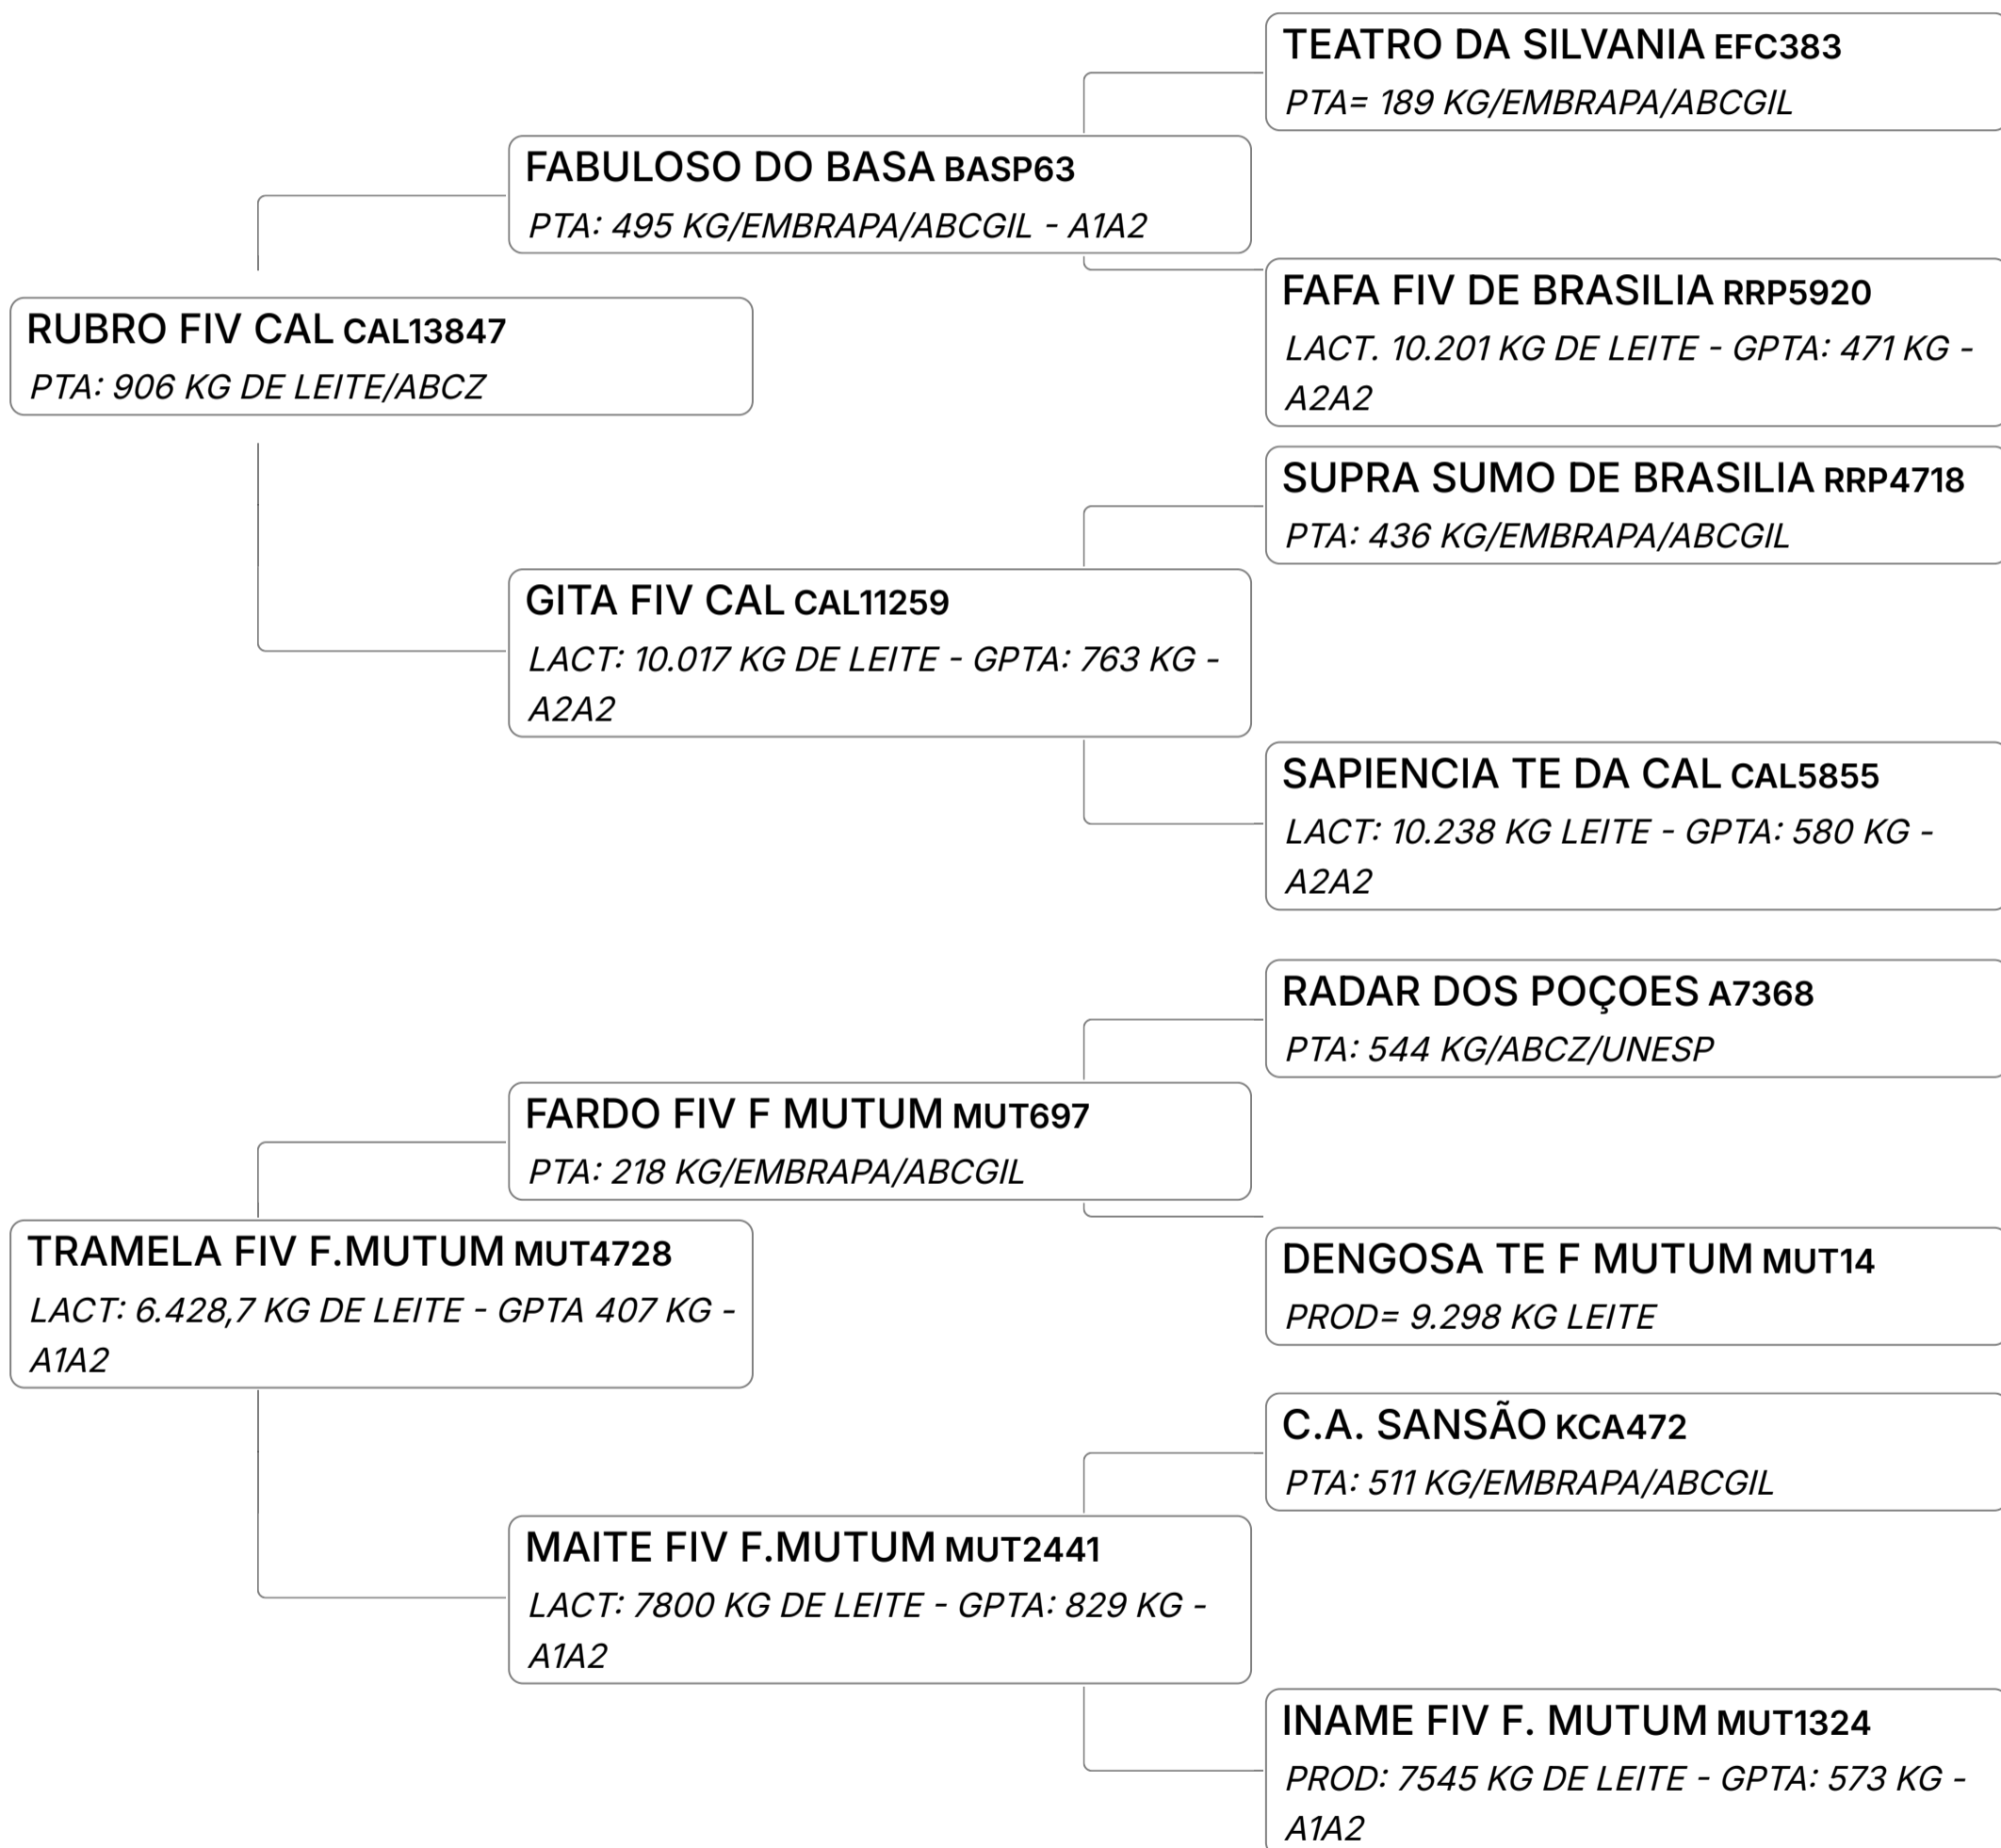 TEATRO DA SILVANIA EFC383
PTA= 189 KG/EMBRAPA/ABCGIL
FABULOSO DO BASA BASP63
PTA: 495 KG/EMBRAPA/ABCGIL - A1A2
FAFA FIV DE BRASILIA RRP5920
LACT. 10.201 KG DE LEITE - GPTA: 471 KG -
A2A2
RUBRO FIV CAL CAL13847
PTA: 906 KG DE LEITE/ABCZ
SUPRA SUMO DE BRASILIA RRP4718
PTA: 436 KG/EMBRAPA/ABCGIL
GITA FIV CAL CAL11259
LACT: 10.017 KG DE LEITE - GPTA: 763 KG -
A2A2
SAPIENCIA TE DA CAL CAL5855
LACT: 10.238 KG LEITE - GPTA: 580 KG -
A2A2
RADAR DOS POÇOES A7368
PTA: 544 KG/ABCZ/UNESP
FARDO FIV F MUTUM MUT697
PTA: 218 KG/EMBRAPA/ABCGIL
DENGOSA TE F MUTUM MUT14
PROD= 9.298 KG LEITE
TRAMELA FIV F.MUTUM MUT4728
LACT: 6.428,7 KG DE LEITE - GPTA 407 KG -
A1A2
C.A. SANSÃO KCA472
PTA: 511 KG/EMBRAPA/ABCGIL
MAITE FIV F.MUTUM MUT2441
LACT: 7800 KG DE LEITE - GPTA: 829 KG -
A1A2
INAME FIV F. MUTUM MUT1324
PROD: 7545 KG DE LEITE - GPTA: 573 KG -
A1A2